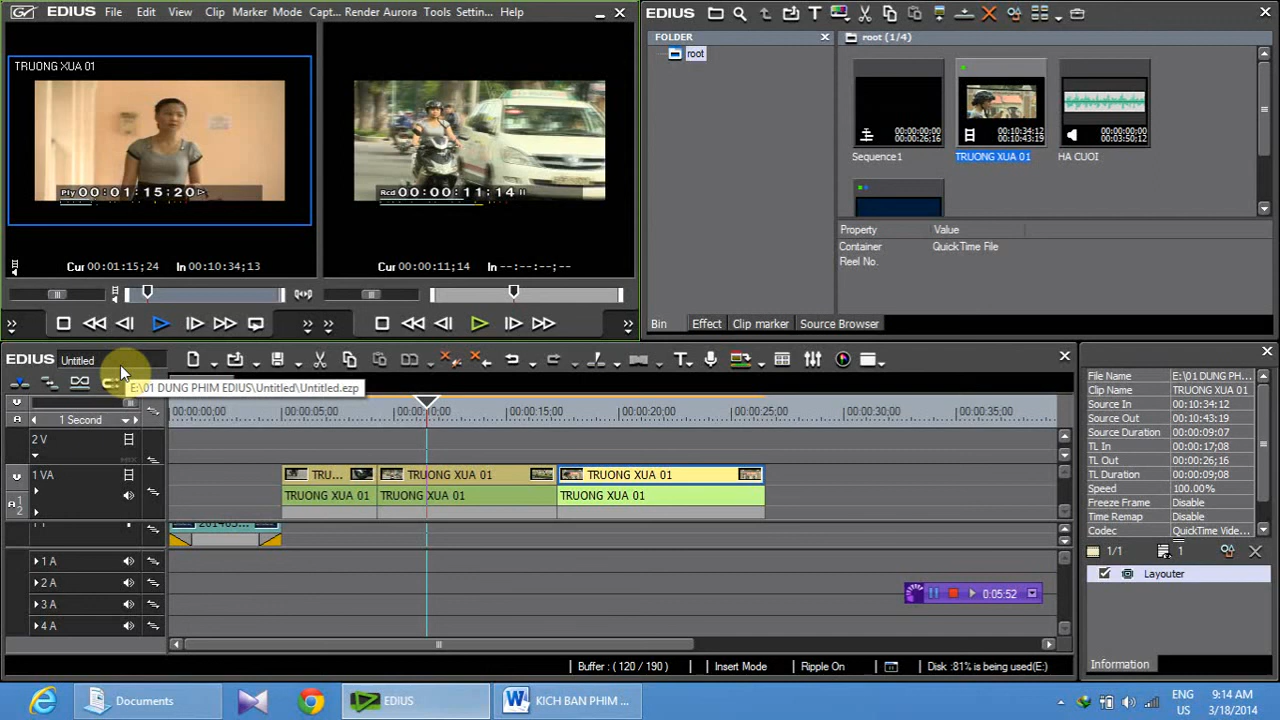 File Edit View Clip Marker Mode Capt... Render Aurora Tools Settin... Help
TRUONG XUA 01
Ply 00:01:15:20
Rcd 00:00:11:14
Cur 00:01:15;24 In 00:10:34;13
Cur 00:00:11;14 In --:--:--;--
EDIUS
FOLDER
root
root (1/4)
00:00:00;00
00:00:26;16
Sequence1
00:10:34:12
00:10:43:19
TRUONG XUA 01
00:00:00;00
00:03:50;12
HA CUOI
Property Value
Container QuickTime File
Reel No.
Bin Effect Clip marker Source Browser
EDIUS Untitled
E:\01 DUNG PHIM EDIUS\Untitled\Untitled.ezp
1 Second
00:00:00;00 00:00:05;00 00:00:10;00 00:00:15;00 00:00:20;00 00:00:25;00 00:00:30;00 00:00:35;00
2 V
1 VA
TRU... TRUONG XUA 01 TRUONG XUA 01
TRUONG XUA 01 TRUONG XUA 01 TRUONG XUA 01
1 A
2 A
3 A
4 A
0:05:52
Buffer : ( 120 / 190 ) Insert Mode Ripple On Disk :81% is being used(E:)
File Name E:\01 DUNG PH...
Clip Name TRUONG XUA 01
Source In 00:10:34:12
Source Out 00:10:43:19
Source Duration 00:00:09:07
TL In 00:00:17;08
TL Out 00:00:26;16
TL Duration 00:00:09;08
Speed 100.00%
Freeze Frame Disable
Time Remap Disable
Codec QuickTime Vide...
1/1 1
Layouter
Information
Documents
EDIUS
KICH BAN PHIM ...
ENG
US
9:14 AM
3/18/2014